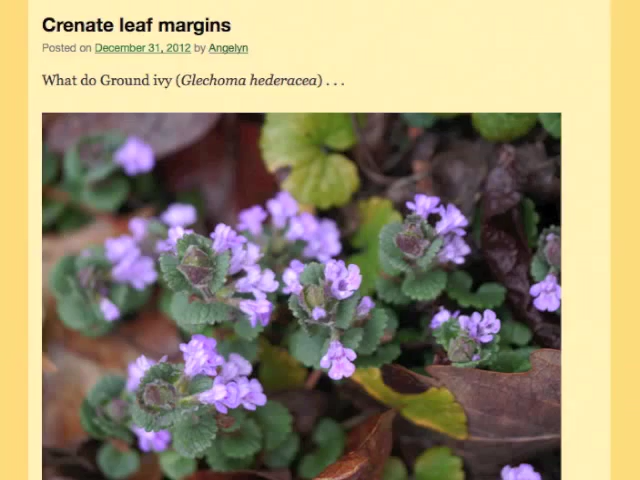 Crenate leaf margins
Posted on December 31, 2012 by Angelyn
What do Ground ivy (Glechoma hederacea) . . .